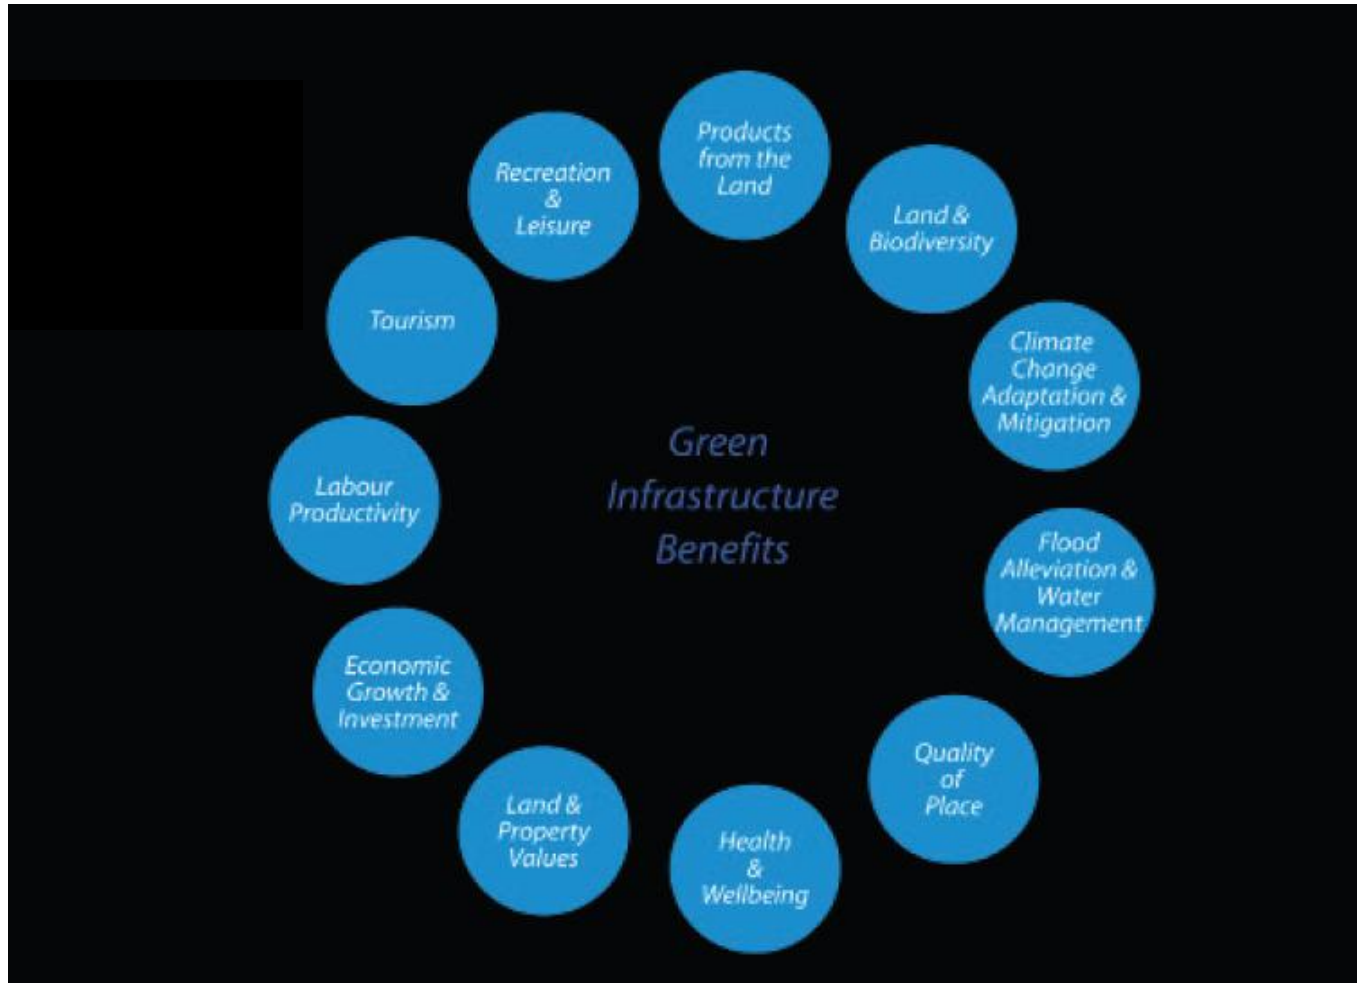 Products
from the
Land
Recreation
&
Leisure
Land &
Biodiversity
Tourism
Climate
Change
Adaptation &
Mitigation
Green
Infrastructure
Benefits
Labour
Productivity
Flood
Alleviation &
Water
Management
Economic
Growth &
Investment
Quality
of
Place
Land &
Property
Values
Health
&
Wellbeing